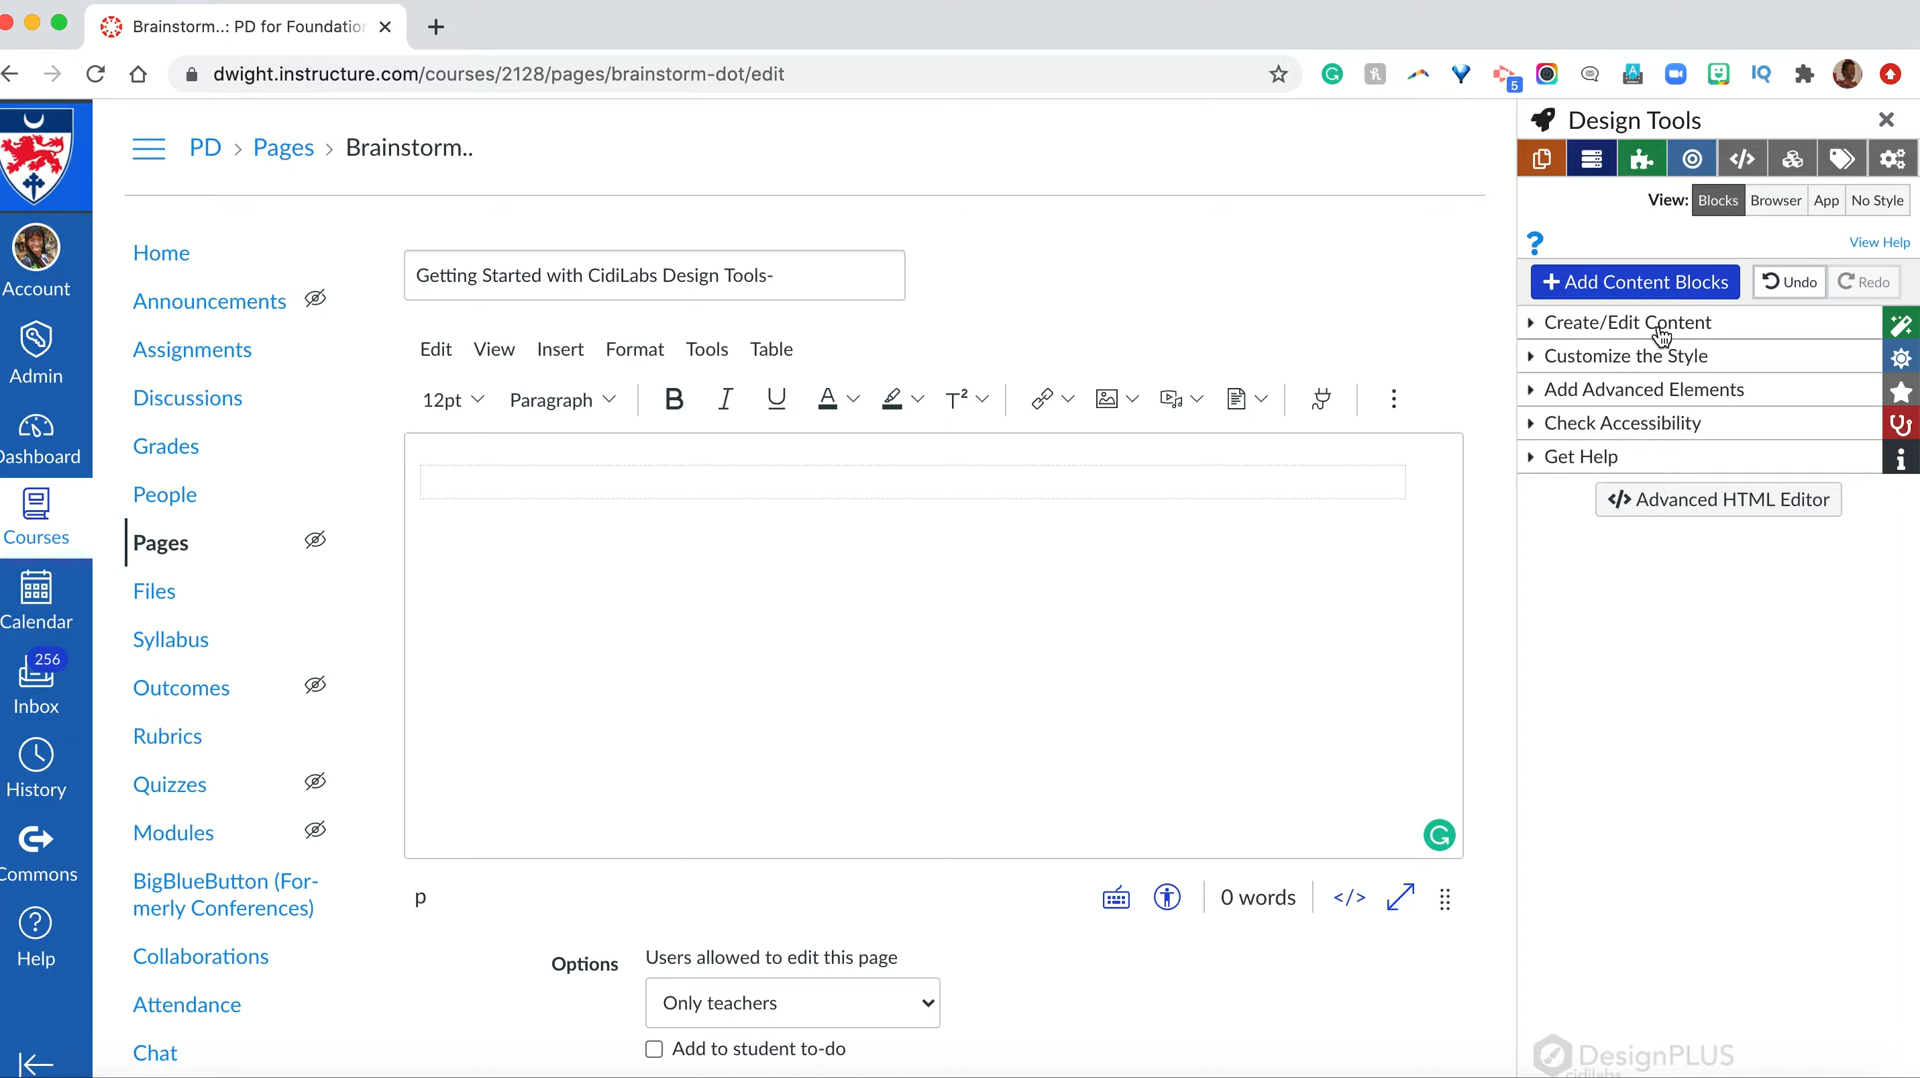 Brainstorm..: PD for Foundatio
dwight.instructure.com/courses/2128/pages/brainstorm-dot/edit
5
IQ
PD > Pages > Brainstorm..
Account
Admin
Dashboard
Courses
Calendar
256
Inbox
History
Commons
Help
Home
Announcements
Assignments
Discussions
Grades
People
Pages
Files
Syllabus
Outcomes
Rubrics
Quizzes
Modules
BigBlueButton (For-
merly Conferences)
Collaborations
Attendance
Chat
Getting Started with CidiLabs Design Tools-
Edit View Insert Format Tools Table
12pt Paragraph B I U A T²
p
0 words </>
Options
Users allowed to edit this page
Only teachers
Add to student to-do
Design Tools
View: Blocks Browser App No Style
? View Help
+ Add Content Blocks Undo Redo
Create/Edit Content
Customize the Style
Add Advanced Elements
Check Accessibility
Get Help
</> Advanced HTML Editor
DesignPLUS
cidilabs